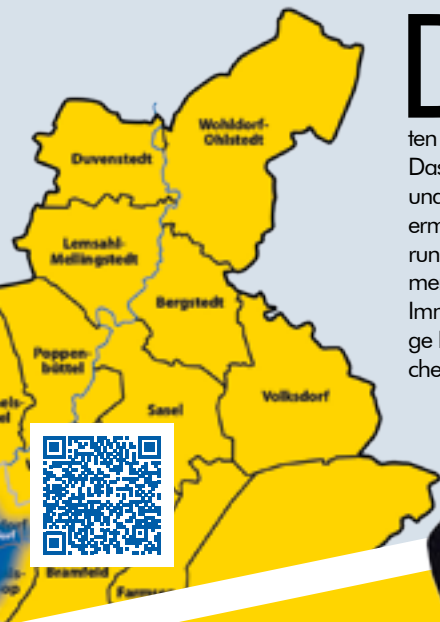 Wohldorf-
Ohlstedt
Duvenstedt
Lemsahl-
Mellingstedt
Bergstedt
Poppen-
büttel
Sasel
Volksdorf
Bramfeld
ten
Das
und
erm
run
me
Imm
ge
che